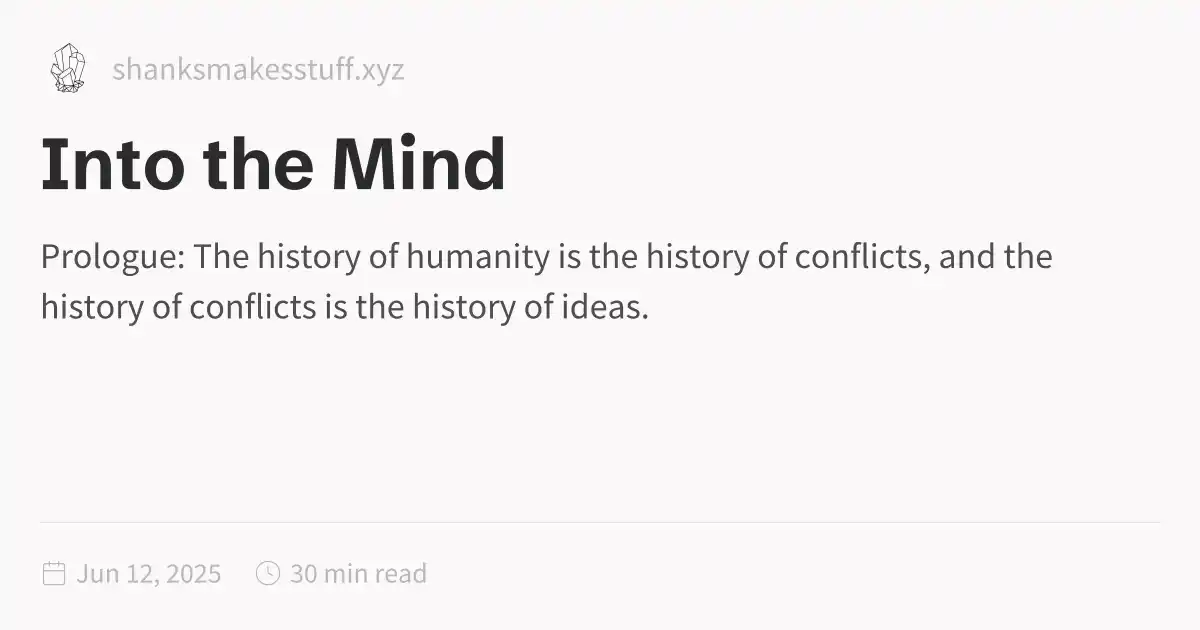 shanksmakesstuff.xyz
Into the Mind
Prologue: The history of humanity is the history of conflicts, and the
history of conflicts is the history of ideas.
Jun 12, 2025 30 min read